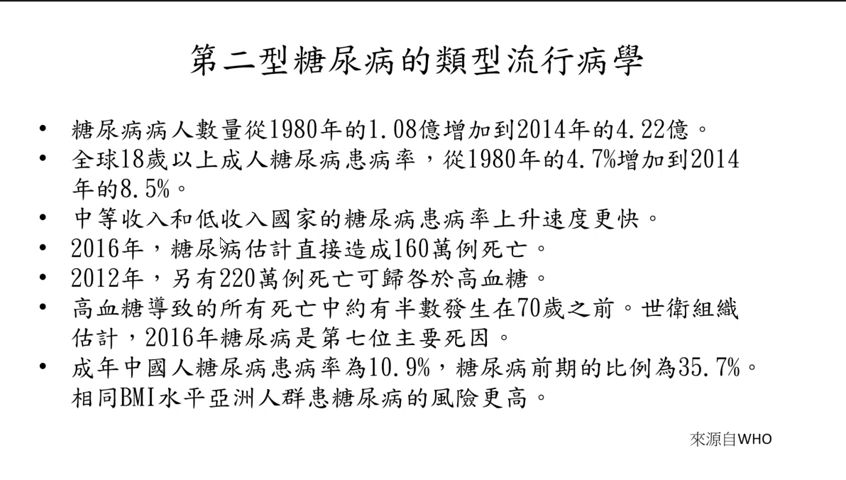 第二型糖尿病的類型流行病學
• 糖尿病病人數量從1980年的1.08億增加到2014年的4.22億。
• 全球18歲以上成人糖尿病患病率，從1980年的4.7%增加到2014
年的8.5%。
• 中等收入和低收入國家的糖尿病患病率上升速度更快。
• 2016年，糖尿病估計直接造成160萬例死亡。
• 2012年，另有220萬例死亡可歸咎於高血糖。
• 高血糖導致的所有死亡中約有半數發生在70歲之前。世衛組織
估計，2016年糖尿病是第七位主要死因。
• 成年中國人糖尿病患病率為10.9%，糖尿病前期的比例為35.7%。
相同BMI水平亞洲人群患糖尿病的風險更高。
來源自WHO